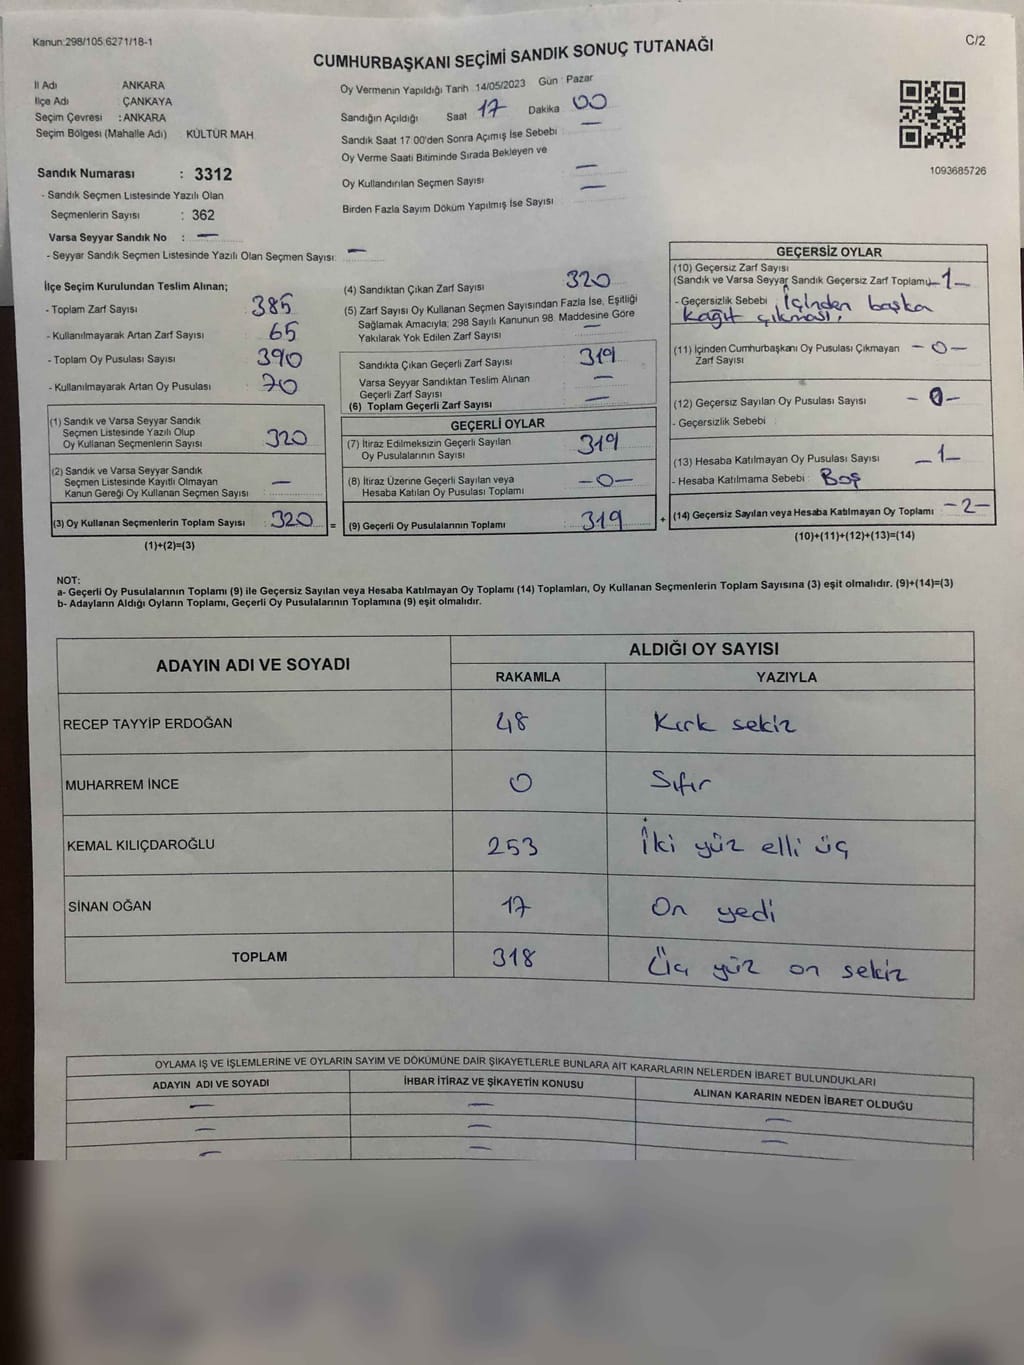 Kanun:298/105;6271/18-1
C/2
CUMHURBAŞKANI SEÇİMİ SANDIK SONUÇ TUTANAĞI
İl Adı ANKARA
İlçe Adı : ÇANKAYA
Seçim Çevresi : ANKARA
Seçim Bölgesi (Mahalle Adı) KÜLTÜR MAH
Sandık Numarası : 3312
- Sandık Seçmen Listesinde Yazılı Olan
Seçmenlerin Sayısı : 362
Varsa Seyyar Sandık No : —
- Seyyar Sandık Seçmen Listesinde Yazılı Olan Seçmen Sayısı: —
Oy Vermenin Yapıldığı Tarih : 14/05/2023 Gün : Pazar
Sandığın Açıldığı Saat 17 Dakika 00
Sandık Saat 17:00'den Sonra Açımış İse Sebebi : —
Oy Verme Saati Bitiminde Sırada Bekleyen ve
Oy Kullandırılan Seçmen Sayısı : —
Birden Fazla Sayım Döküm Yapılmış İse Sayısı : —
1093685726
İlçe Seçim Kurulundan Teslim Alınan;
- Toplam Zarf Sayısı : 385
- Kullanılmayarak Artan Zarf Sayısı : 65
- Toplam Oy Pusulası Sayısı : 390
- Kullanılmayarak Artan Oy Pusulası : 70
(1) Sandık ve Varsa Seyyar Sandık
Seçmen Listesinde Yazılı Olup
Oy Kullanan Seçmenlerin Sayısı : 320
(2) Sandık ve Varsa Seyyar Sandık
Seçmen Listesinde Kayıtlı Olmayan
Kanun Gereği Oy Kullanan Seçmen Sayısı : —
(3) Oy Kullanan Seçmenlerin Toplam Sayısı : 320 =
(1)+(2)=(3)
(4) Sandıktan Çıkan Zarf Sayısı : 320
(5) Zarf Sayısı Oy Kullanan Seçmen Sayısından Fazla İse, Eşitliği
Sağlamak Amacıyla; 298 Sayılı Kanunun 98. Maddesine Göre
Yakılarak Yok Edilen Zarf Sayısı : —
Sandıkta Çıkan Geçerli Zarf Sayısı : 319
Varsa Seyyar Sandıktan Teslim Alınan
Geçerli Zarf Sayısı : —
(6) Toplam Geçerli Zarf Sayısı : —
GEÇERLİ OYLAR
(7) İtiraz Edilmeksizin Geçerli Sayılan
Oy Pusulalarının Sayısı : 319
(8) İtiraz Üzerine Geçerli Sayılan veya
Hesaba Katılan Oy Pusulası Toplamı : -0-
(9) Geçerli Oy Pusulalarının Toplamı : 319 +
GEÇERSİZ OYLAR
(10) Geçersiz Zarf Sayısı
(Sandık ve Varsa Seyyar Sandık Geçersiz Zarf Toplamı) -1-
- Geçersizlik Sebebi : İçinden başka
kağıt çıkması.
(11) İçinden Cumhurbaşkanı Oy Pusulası Çıkmayan -0-
Zarf Sayısı
(12) Geçersiz Sayılan Oy Pusulası Sayısı -0-
- Geçersizlik Sebebi :
(13) Hesaba Katılmayan Oy Pusulası Sayısı -1-
- Hesaba Katılmama Sebebi : Boş
(14) Geçersiz Sayılan veya Hesaba Katılmayan Oy Toplamı : -2-
(10)+(11)+(12)+(13)=(14)
NOT:
a- Geçerli Oy Pusulalarının Toplamı (9) ile Geçersiz Sayılan veya Hesaba Katılmayan Oy Toplamı (14) Toplamları, Oy Kullanan Seçmenlerin Toplam Sayısına (3) eşit olmalıdır. (9)+(14)=(3)
b- Adayların Aldığı Oyların Toplamı, Geçerli Oy Pusulalarının Toplamına (9) eşit olmalıdır.
ADAYIN ADI VE SOYADI
ALDIĞI OY SAYISI
RAKAMLA YAZIYLA
RECEP TAYYİP ERDOĞAN 48 Kırk sekiz
MUHARREM İNCE 0 Sıfır
KEMAL KILIÇDAROĞLU 253 İki yüz elli üç
SİNAN OĞAN 17 On yedi
TOPLAM 318 Üç yüz on sekiz
OYLAMA İŞ VE İŞLEMLERİNE VE OYLARIN SAYIM VE DÖKÜMÜNE DAİR ŞİKAYETLERLE BUNLARA AİT KARARLARIN NELERDEN İBARET BULUNDUKLARI
ADAYIN ADI VE SOYADI İHBAR İTİRAZ VE ŞİKAYETİN KONUSU ALINAN KARARIN NEDEN İBARET OLDUĞU
— — —
— — —
— —